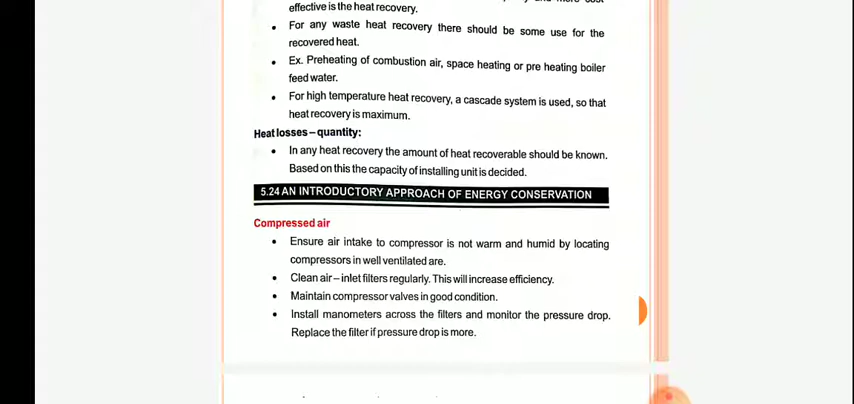 effective is the heat recovery.
• For any waste heat recovery there should be some use for the
recovered heat.
• Ex. Preheating of combustion air, space heating or pre heating boiler
feed water.
• For high temperature heat recovery, a cascade system is used, so that
heat recovery is maximum.
Heat losses – quantity:
• In any heat recovery the amount of heat recoverable should be known.
Based on this the capacity of installing unit is decided.
5.24 AN INTRODUCTORY APPROACH OF ENERGY CONSERVATION
Compressed air
• Ensure air intake to compressor is not warm and humid by locating
compressors in well ventilated are.
• Clean air – inlet filters regularly. This will increase efficiency.
• Maintain compressor valves in good condition.
• Install manometers across the filters and monitor the pressure drop.
Replace the filter if pressure drop is more.